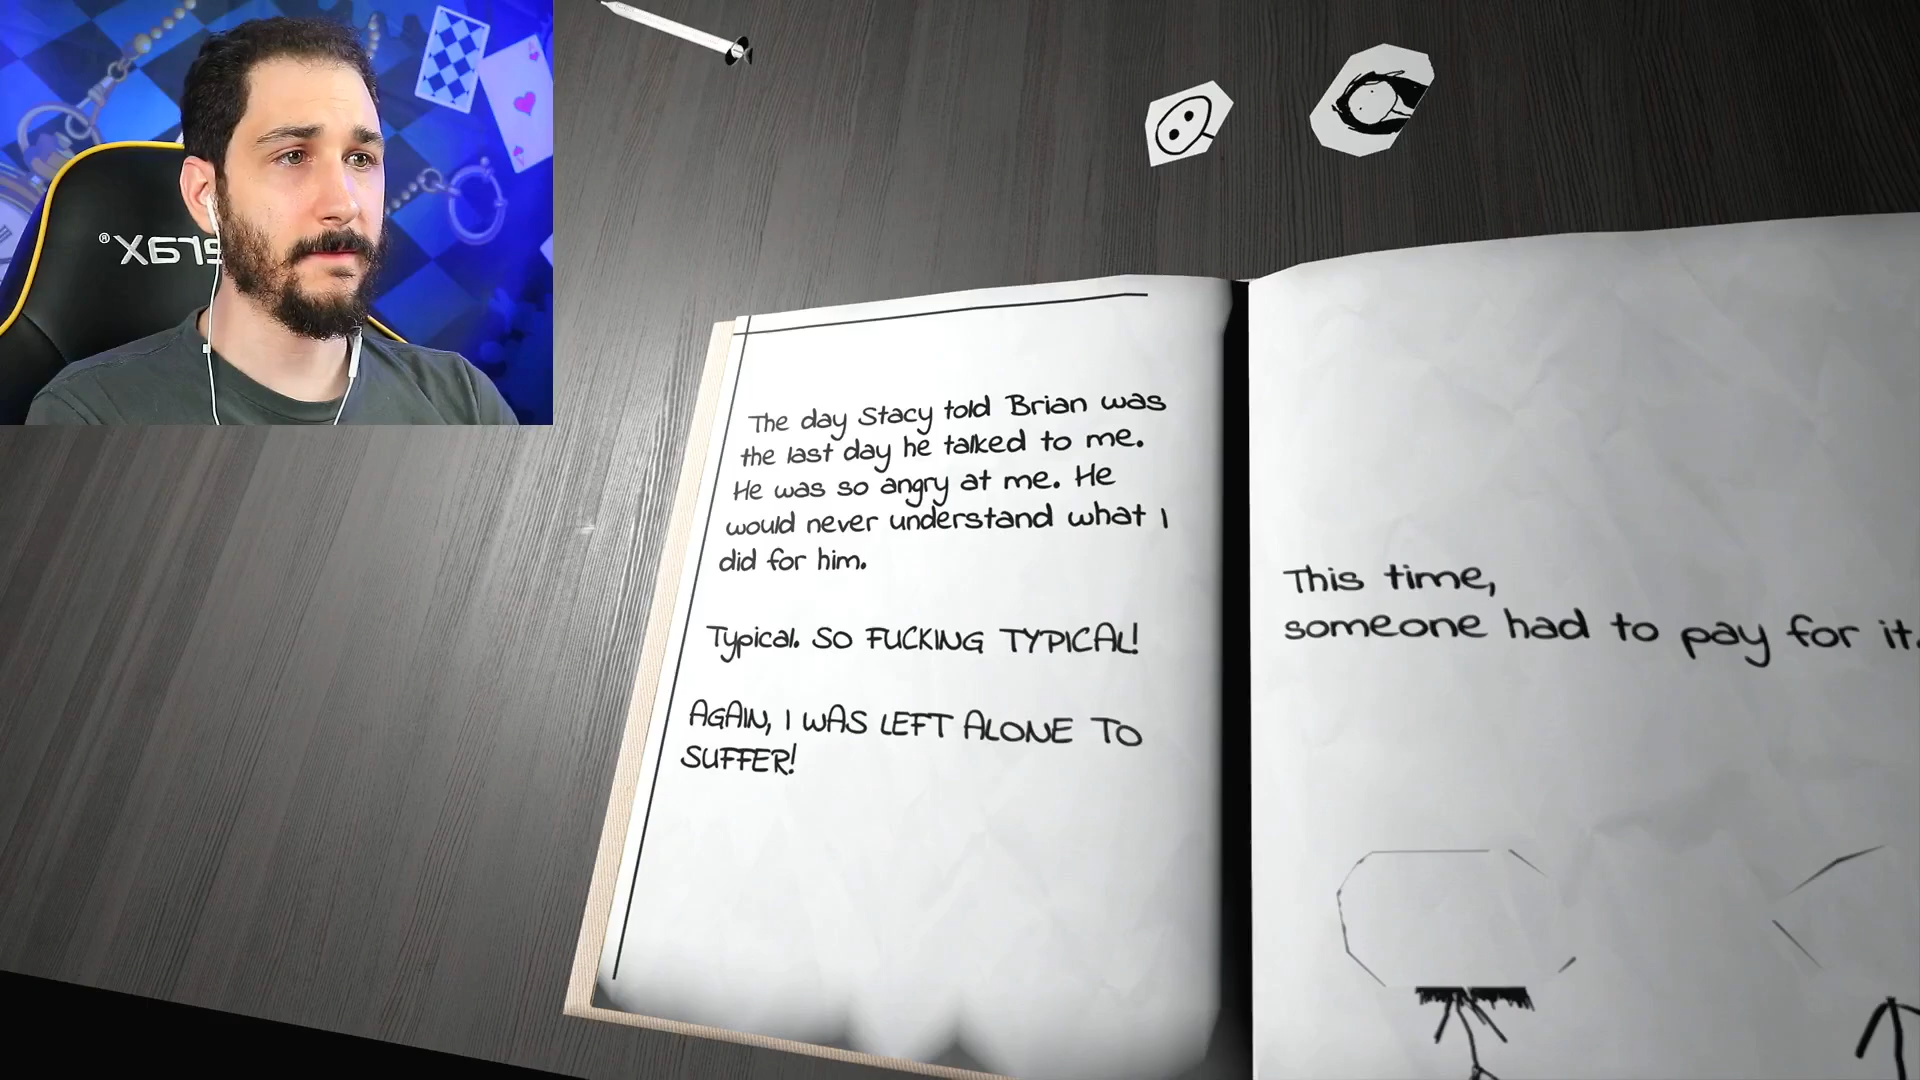 The day Stacy told Brian was
the last day he talked to me.
He was so angry at me. He
would never understand what I
did for him.
Typical. SO FUCKING TYPICAL!
AGAIN, I WAS LEFT ALONE TO
SUFFER!
This time,
someone had to pay for it.